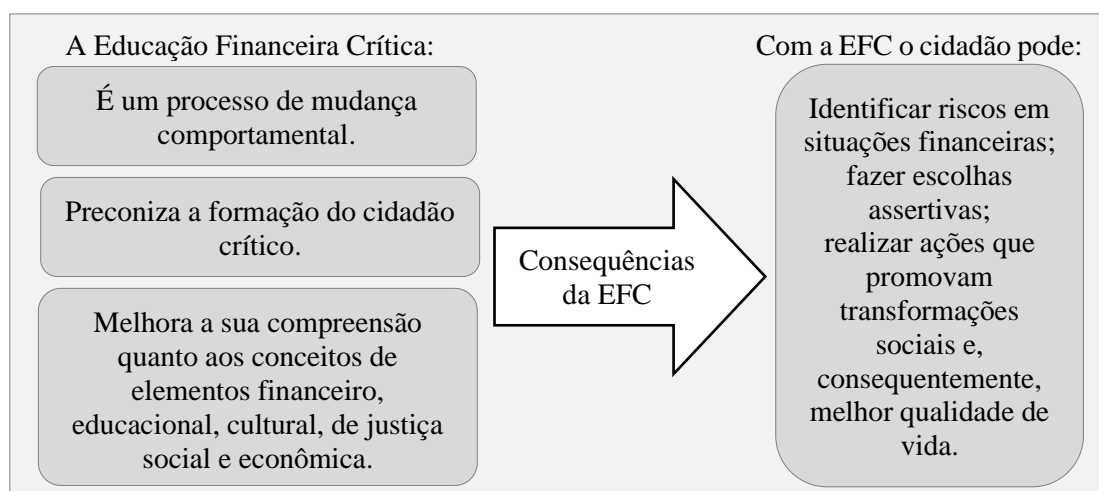 A Educação Financeira Crítica:
É um processo de mudança
comportamental.
Preconiza a formação do cidadão
crítico.
Melhora a sua compreensão
quanto aos conceitos de
elementos financeiro,
educacional, cultural, de justiça
social e econômica.
Consequências
da EFC
Com a EFC o cidadão pode:
Identificar riscos em
situações financeiras;
fazer escolhas
assertivas;
realizar ações que
promovam
transformações
sociais e,
consequentemente,
melhor qualidade de
vida.